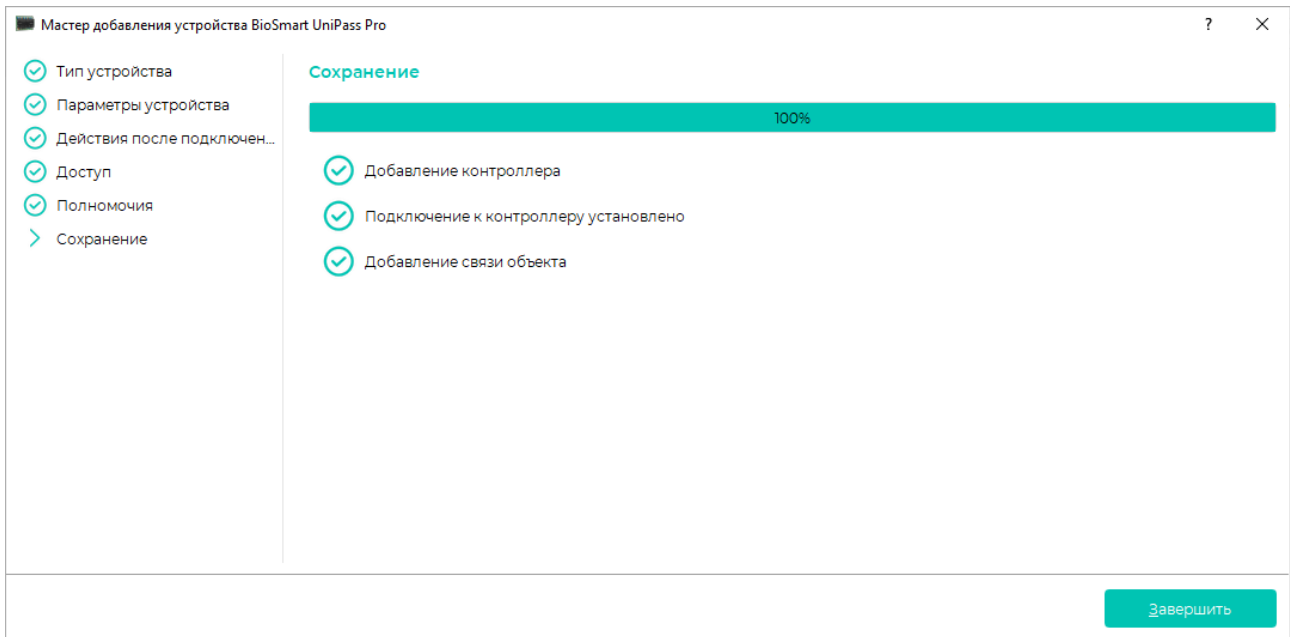 Мастер добавления устройства BioSmart UniPass Pro
?
Тип устройства
Параметры устройства
Действия после подключен...
Доступ
Полномочия
Сохранение
Сохранение
100%
Добавление контроллера
Подключение к контроллеру установлено
Добавление связи объекта
Завершить